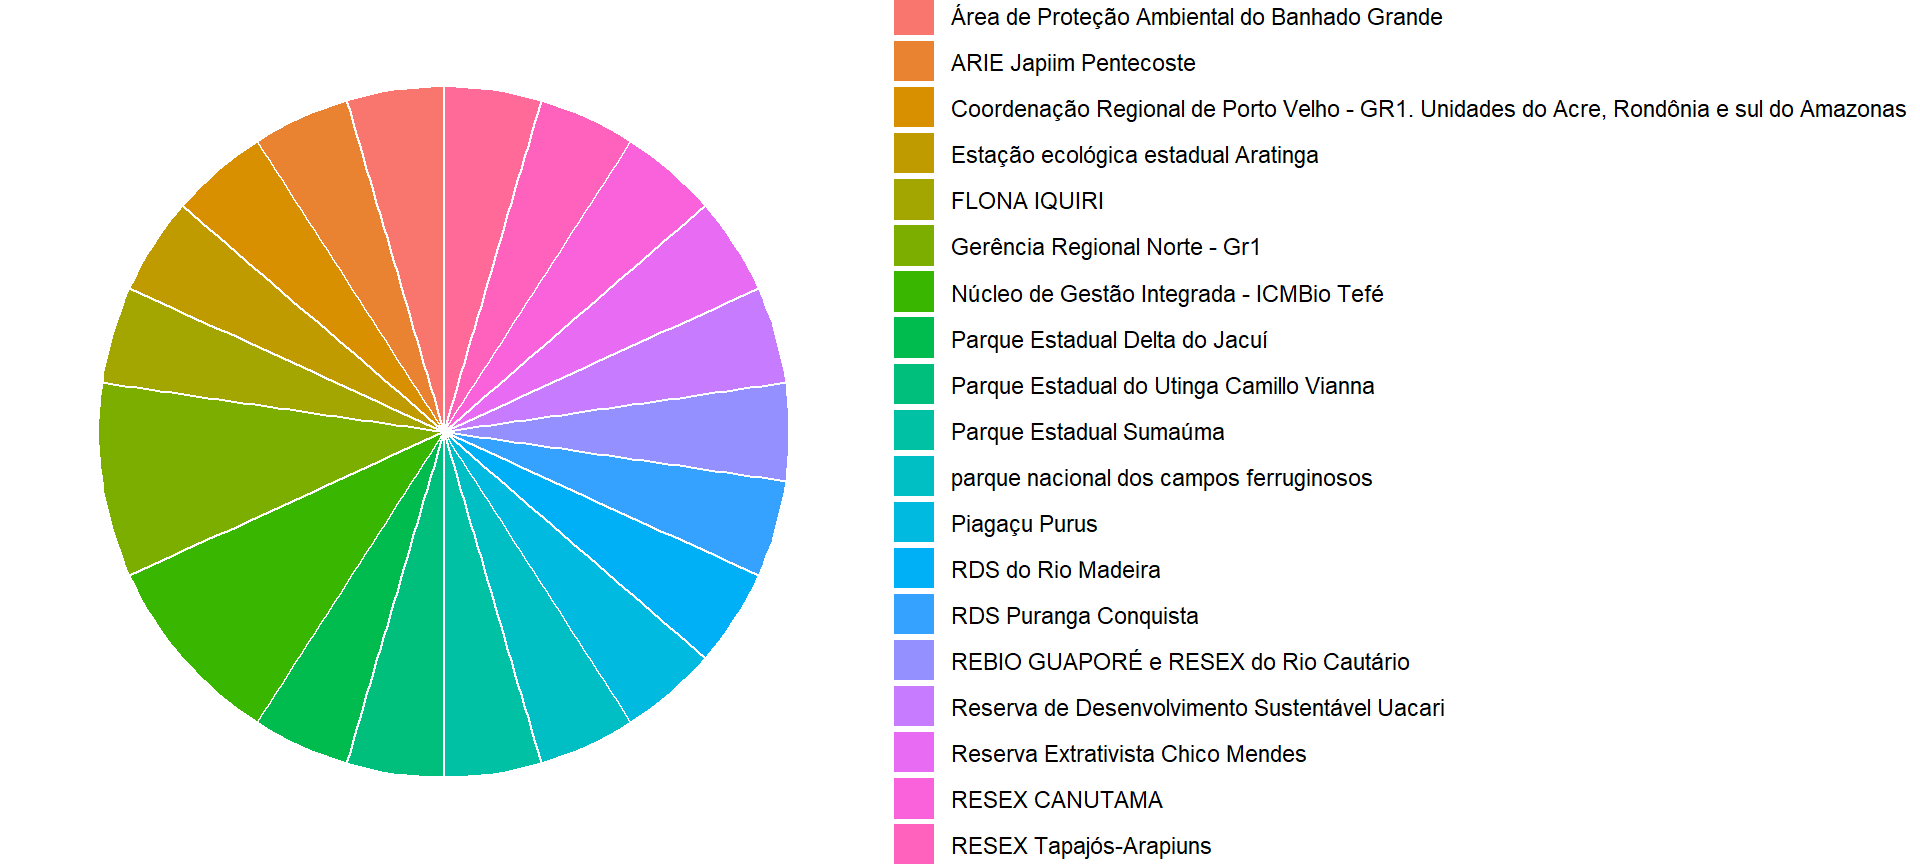 Área de Proteção Ambiental do Banhado Grande
ARIE Japiim Pentecoste
Coordenação Regional de Porto Velho - GR1. Unidades do Acre, Rondônia e sul do Amazonas
Estação ecológica estadual Aratinga
FLONA IQUIRI
Gerência Regional Norte - Gr1
Núcleo de Gestão Integrada - ICMBio Tefé
Parque Estadual Delta do Jacuí
Parque Estadual do Utinga Camillo Vianna
Parque Estadual Sumaúma
parque nacional dos campos ferruginosos
Piagaçu Purus
RDS do Rio Madeira
RDS Puranga Conquista
REBIO GUAPORÉ e RESEX do Rio Cautário
Reserva de Desenvolvimento Sustentável Uacari
Reserva Extrativista Chico Mendes
RESEX CANUTAMA
RESEX Tapajós-Arapiuns